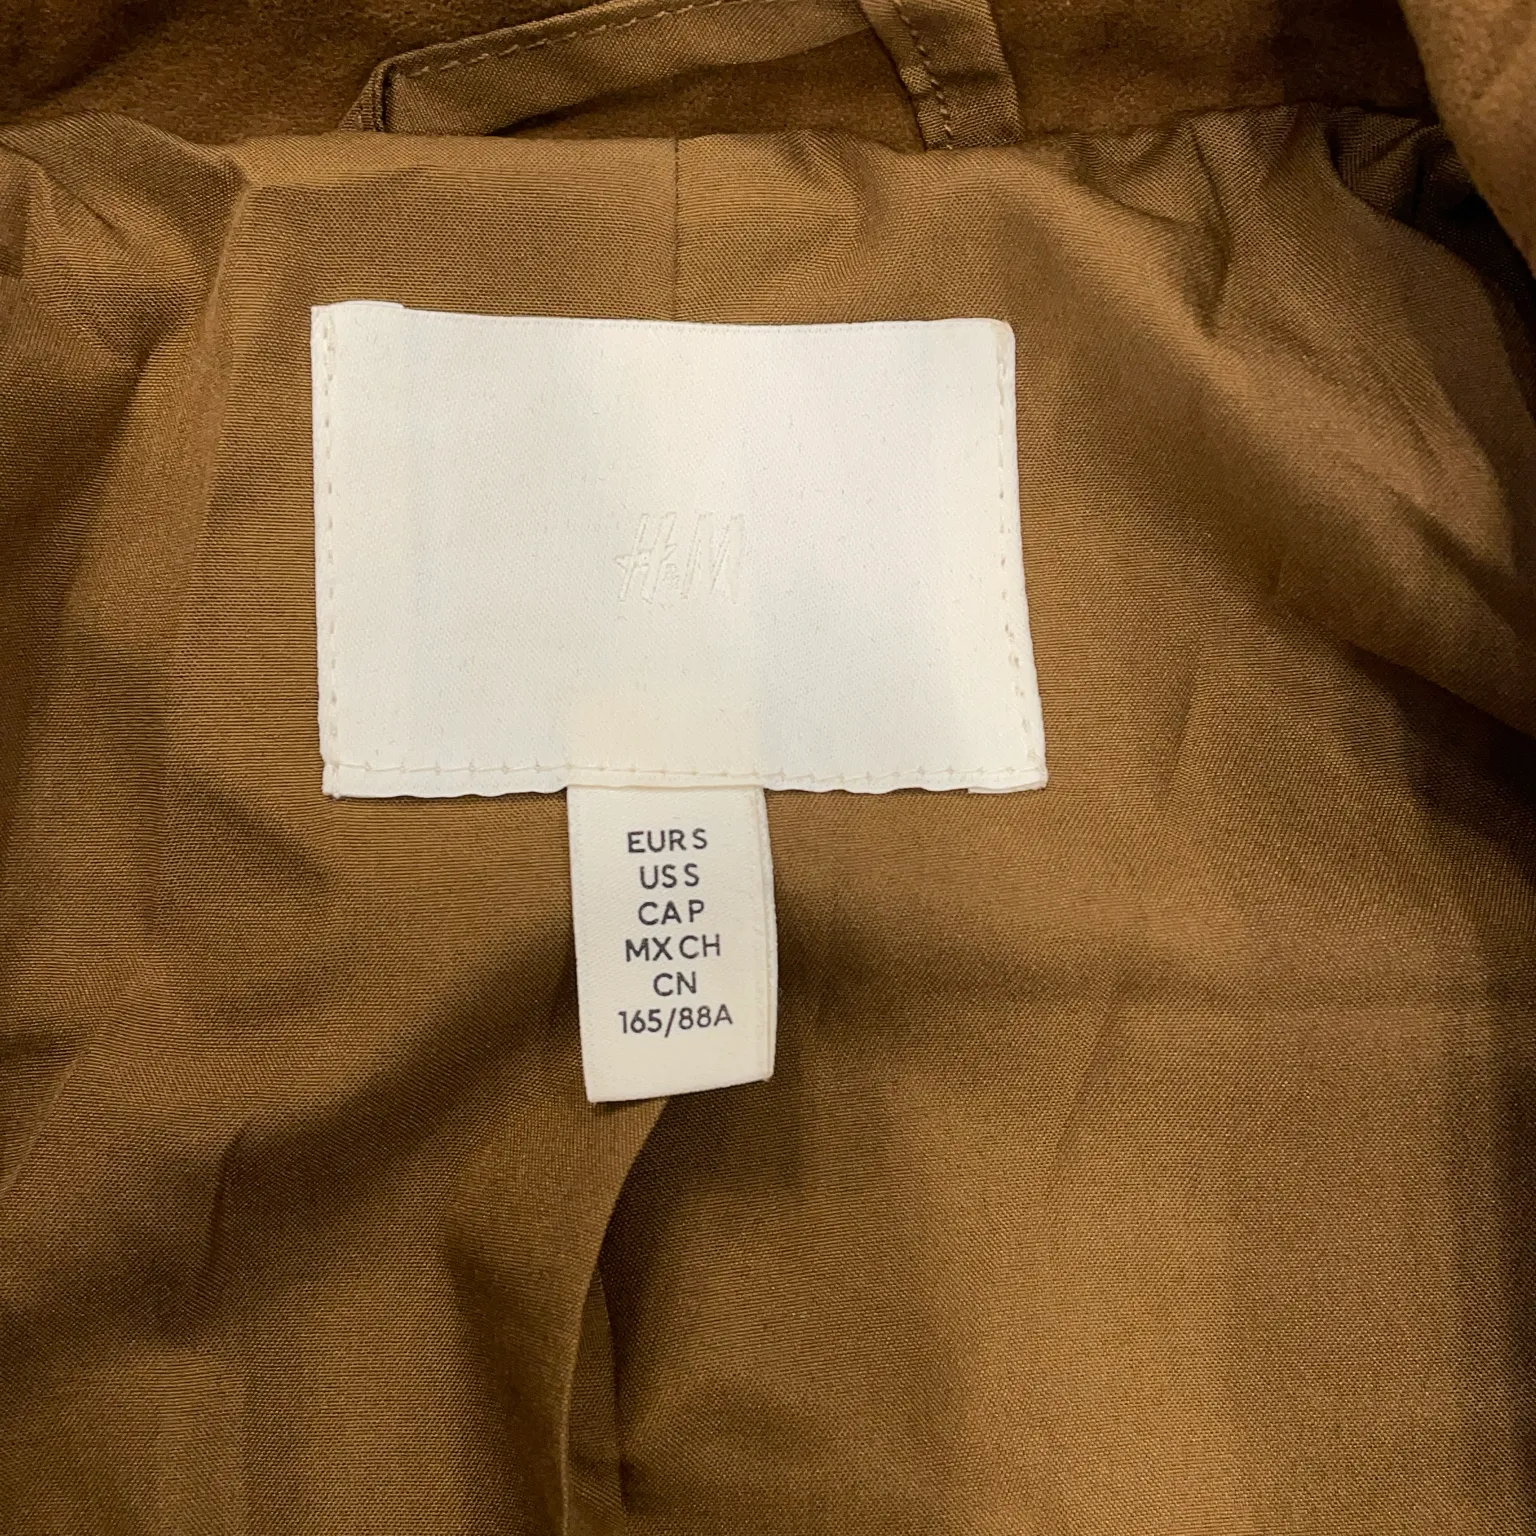 H&M
EUR S
US S
CA P
MX CH
CN
165/88A